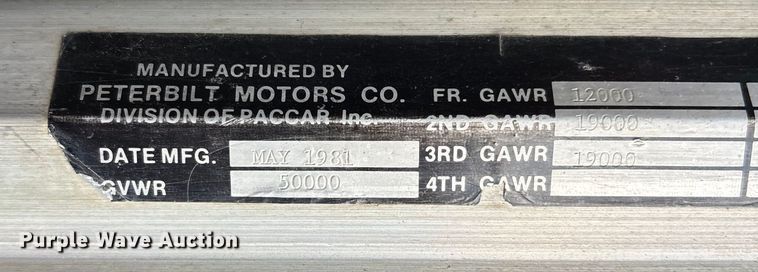 MANUFACTURED BY
PETERBILT MOTORS CO.
DIVISION OF PACCAR Inc.
DATE MFG. MAY 1981
GVWR 50000
FR. GAWR 12000
2ND GAWR 19000
3RD GAWR 19000
4TH GAWR
Purple Wave Auction